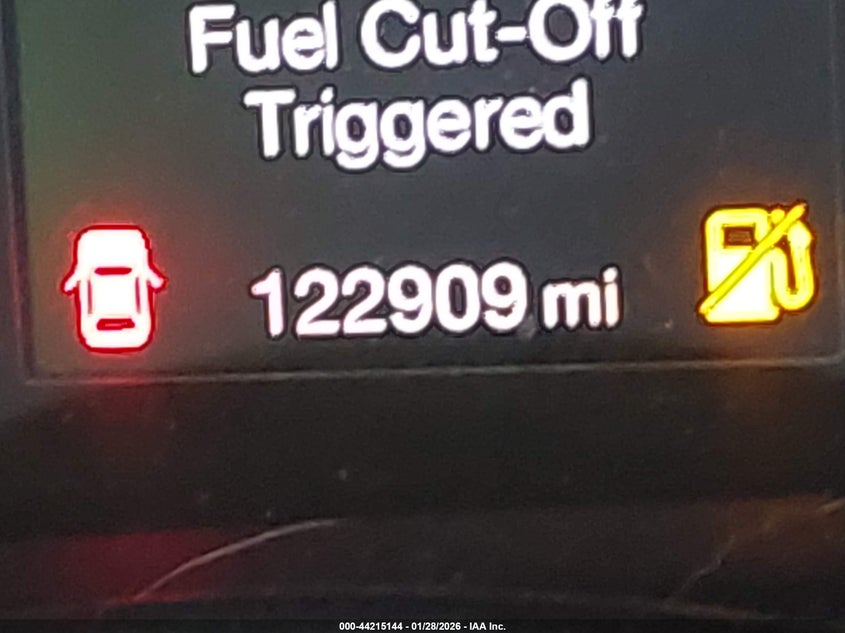 Fuel Cut-Off
Triggered
122909 mi
000-44215144 - 01/28/2026 - IAA Inc.